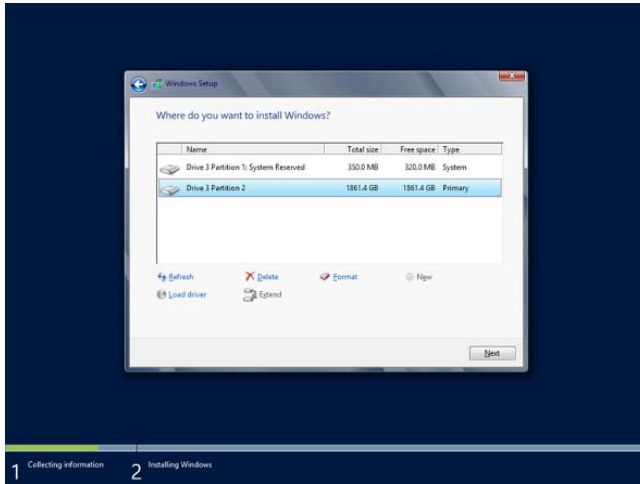 Windows Setup
Where do you want to install Windows?
Name Total size Free space Type
Drive 3 Partition 1: System Reserved 350.0 MB 320.0 MB System
Drive 3 Partition 2 1861.4 GB 1861.4 GB Primary
Refresh Delete Format New
Load driver Extend
Next
1 Collecting information 2 Installing Windows